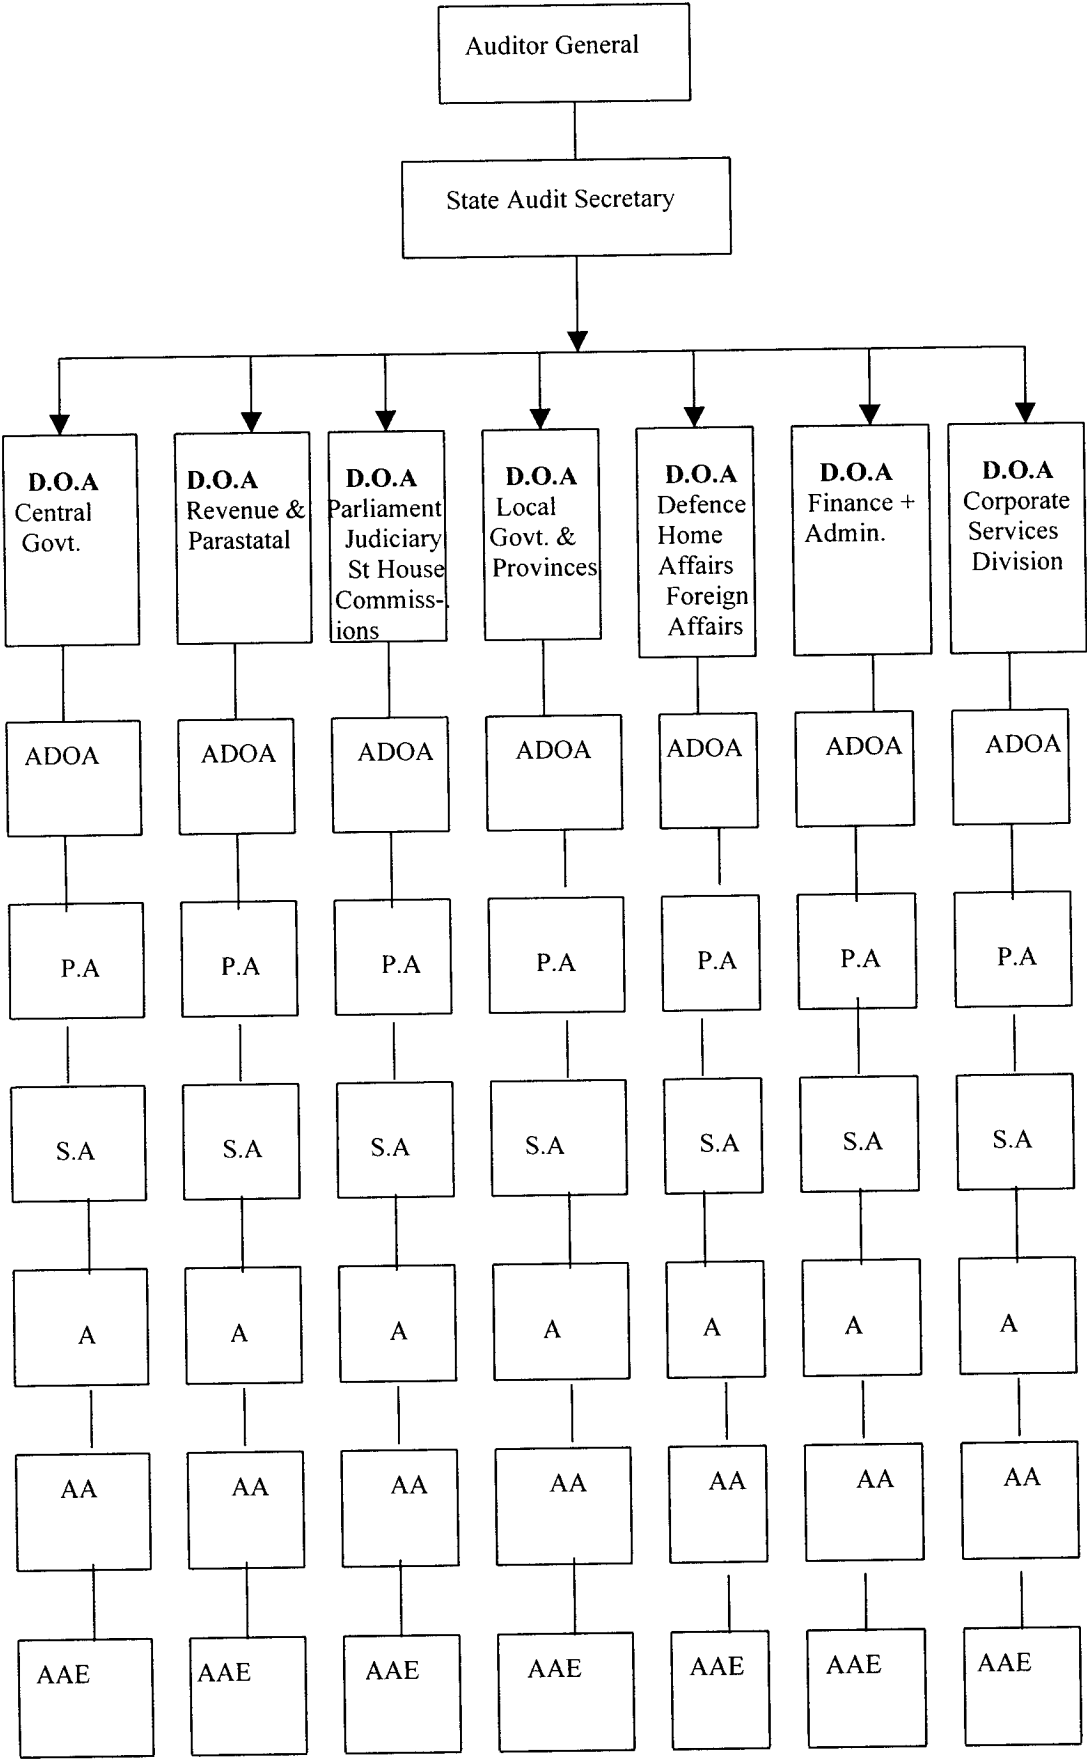 Auditor General
State Audit Secretary
D.O.A
Central
Govt.
D.O.A
Revenue &
Parastatal
D.O.A
Parliament
Judiciary
St House
Commiss-
ions
D.O.A
Local
Govt. &
Provinces
D.O.A
Defence
Home
Affairs
Foreign
Affairs
D.O.A
Finance +
Admin.
D.O.A
Corporate
Services
Division
ADOA
ADOA
ADOA
ADOA
ADOA
ADOA
ADOA
P.A
P.A
P.A
P.A
P.A
P.A
P.A
S.A
S.A
S.A
S.A
S.A
S.A
S.A
A
A
A
A
A
A
A
AA
AA
AA
AA
AA
AA
AA
AAE
AAE
AAE
AAE
AAE
AAE
AAE